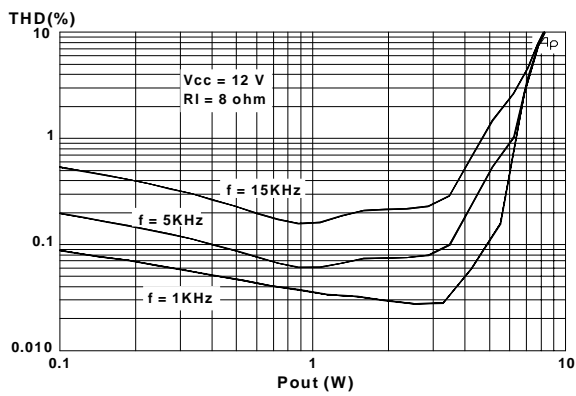 THD(%)
10
Vcc = 12 V
Rl = 8 ohm
1
f = 15KHz
f = 5KHz
0.1
f = 1KHz
0.010
0.1 1 10
Pout (W)